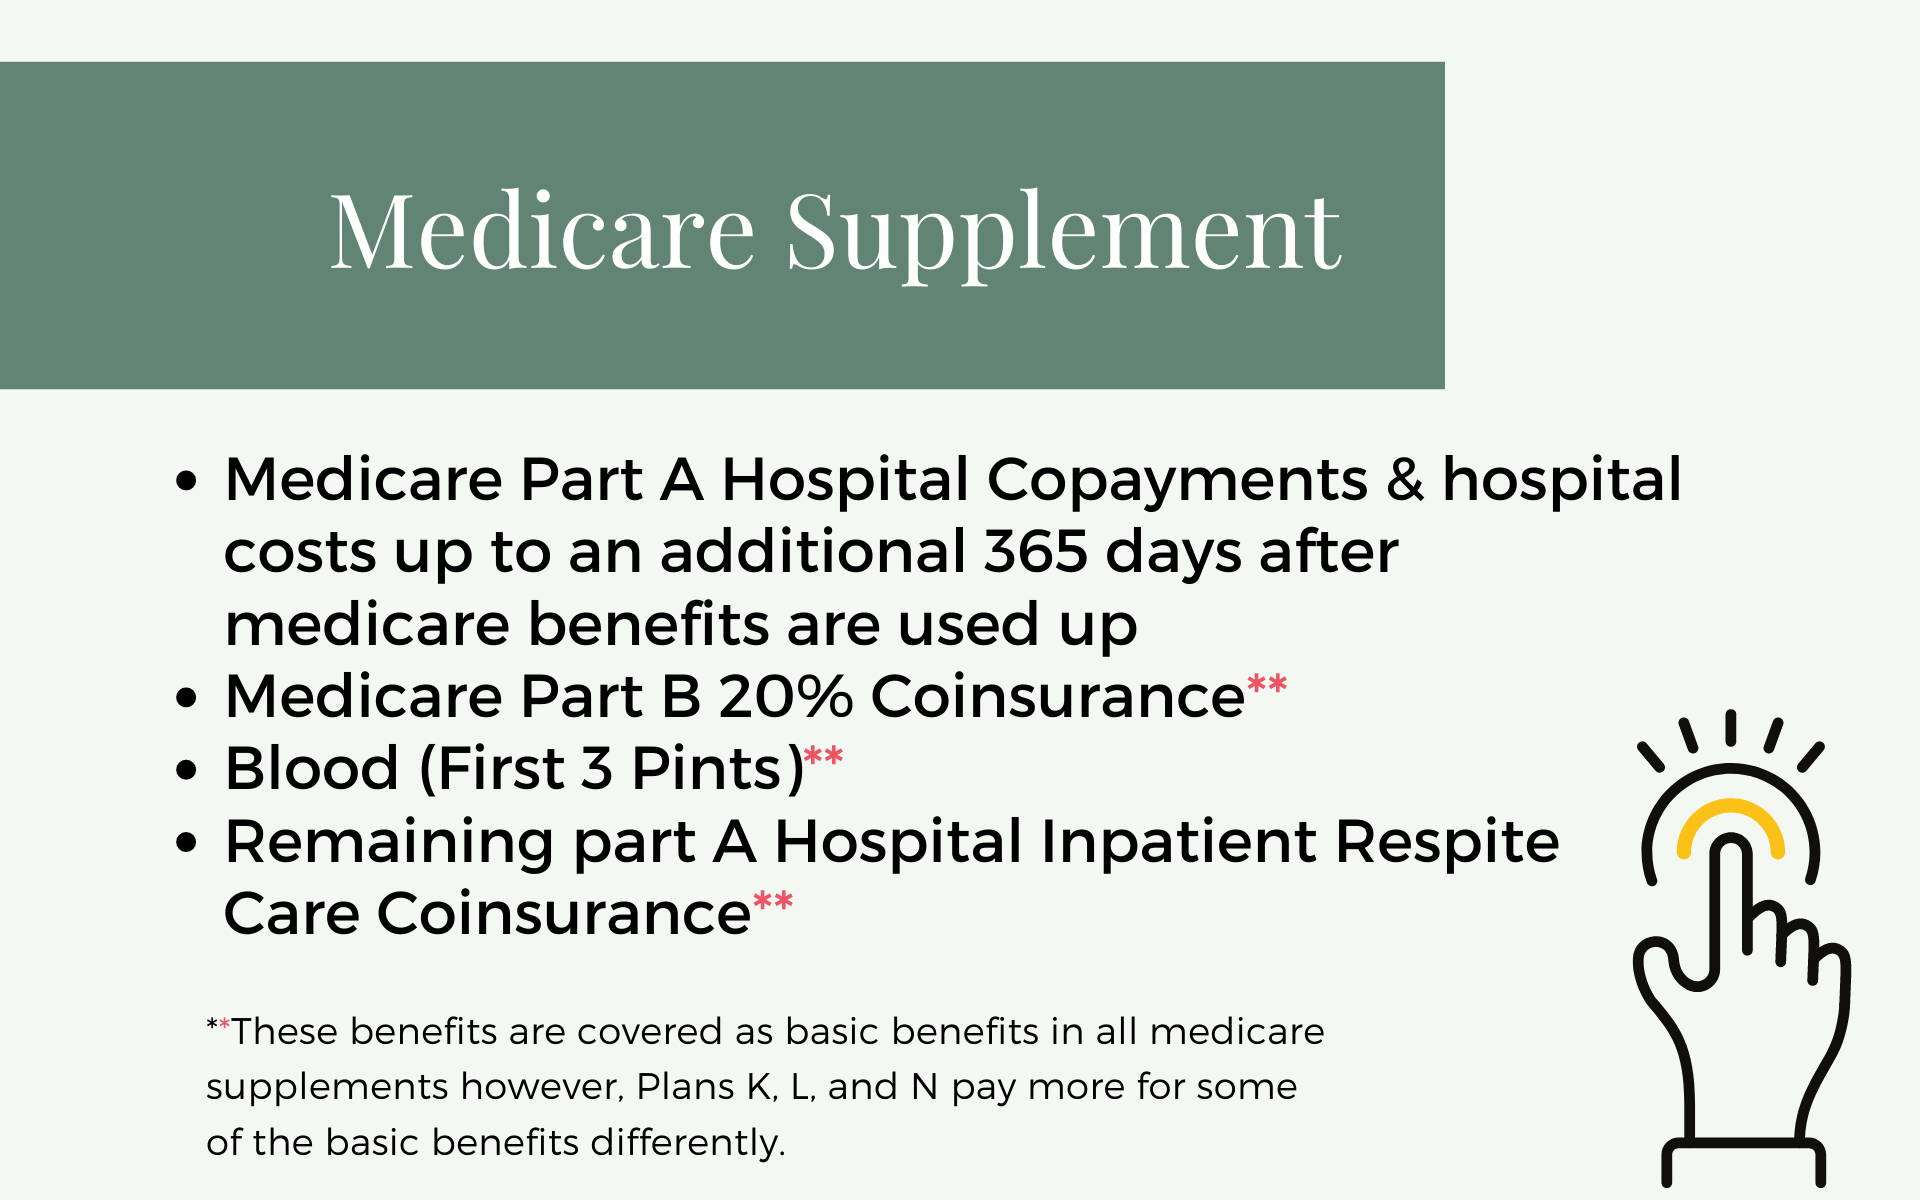 Medicare Supplement
• Medicare Part A Hospital Copayments & hospital
costs up to an additional 365 days after
medicare benefits are used up
• Medicare Part B 20% Coinsurance**
• Blood (First 3 Pints)**
• Remaining part A Hospital Inpatient Respite
Care Coinsurance**
**These benefits are covered as basic benefits in all medicare
supplements however, Plans K, L, and N pay more for some
of the basic benefits differently.